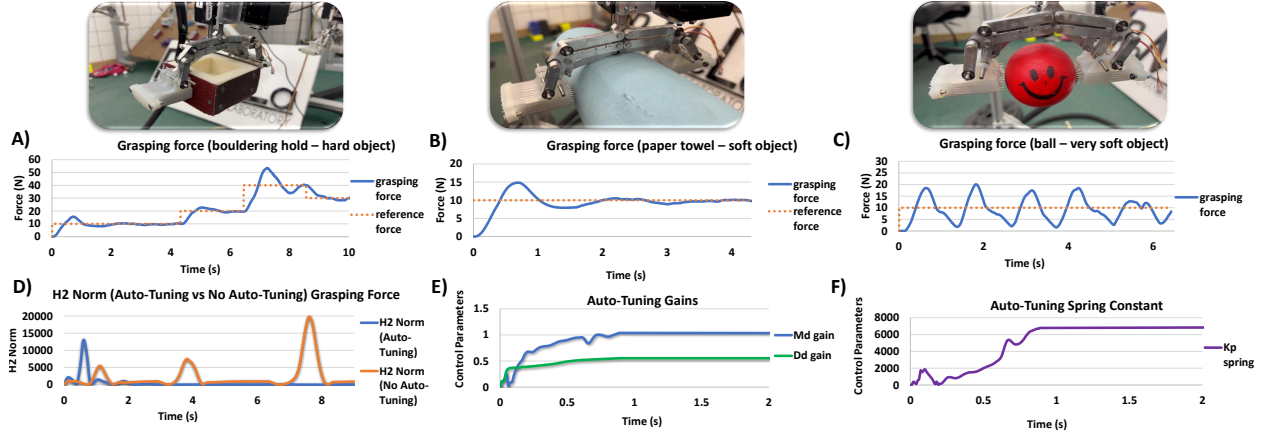 LABORATORY
A)
Grasping force (bouldering hold – hard object)
Force (N)
60
50
40
30
20
10
0
0
2
4
6
8
10
Time (s)
grasping
force
reference
force
B)
Grasping force (paper towel – soft object)
Force (N)
20
15
10
5
0
0
1
2
3
4
Time (s)
grasping
force
reference
force
C)
Grasping force (ball – very soft object)
Force (N)
30
25
20
15
10
5
0
0
2
4
6
Time (s)
grasping
force
D)
H2 Norm (Auto-Tuning vs No Auto-Tuning) Grasping Force
H2 Norm
20000
15000
10000
5000
0
0
2
4
6
8
Time (s)
H2 Norm
(Auto-
Tuning)
H2 Norm
(No Auto-
Tuning)
E)
Auto-Tuning Gains
Control Parameters
1.5
1
0.5
0
0
0.5
1
1.5
2
Time (s)
Md gain
Dd gain
F)
Auto-Tuning Spring Constant
Control Parameters
8000
6000
4000
2000
0
0
0.5
1
1.5
2
Time (s)
Kp
spring